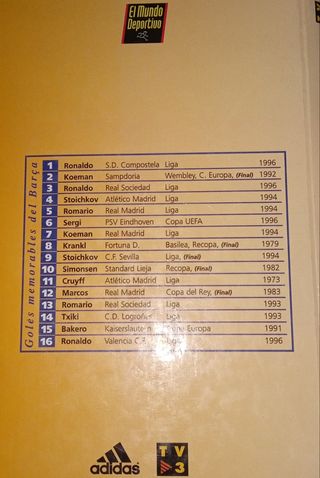 El Mundo
Deportivo
Goles memorables del Barça
1 Ronaldo S.D. Compostela Liga 1996
2 Koeman Sampdoria Wembley, C. Europa, (Final) 1992
3 Ronaldo Real Sociedad Liga 1996
4 Stoichkov Atlético Madrid Liga 1994
5 Romario Real Madrid Liga 1994
6 Sergi PSV Eindhoven Copa UEFA 1996
7 Koeman Real Madrid Liga 1994
8 Krankl Fortuna D. Basilea, Recopa, (Final) 1979
9 Stoichkov C.F. Sevilla Liga, (Final) 1994
10 Simonsen Standard Lieja Recopa, (Final) 1982
11 Cruyff Atlético Madrid Liga 1973
12 Marcos Real Madrid Copa del Rey, (Final) 1983
13 Romario Real Sociedad Liga 1993
14 Txiki C.D. Logroñés Liga 1993
15 Bakero Kaiserslautern Copa Europa 1991
16 Ronaldo Valencia C.F. Liga 1996
adidas
TV
3